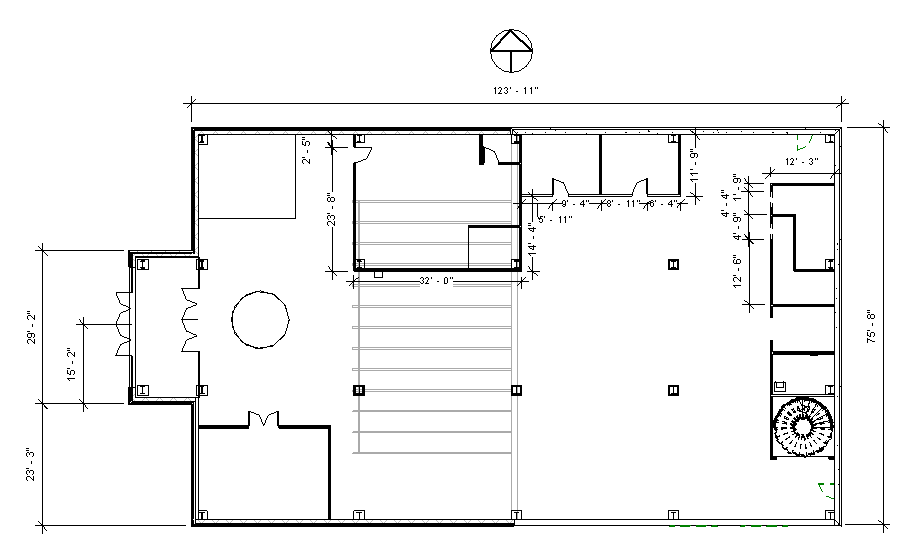 123' - 11"
2' - 5"
11' - 9"
12' - 3"
1' - 9"
4' - 4"
23' - 8"
9' - 4"
8' - 11"
6' - 4"
5' - 11"
14' - 4"
4' - 9"
12' - 6"
32' - 0"
29' - 2"
15' - 2"
75' - 8"
23' - 3"